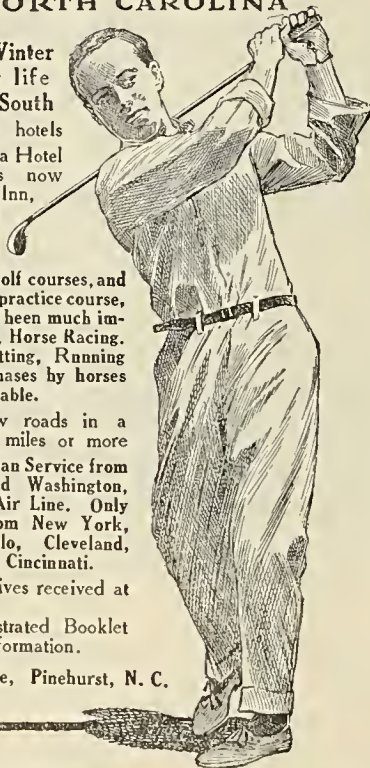 ORTH CAROLINA
Winter
life
South
hotels
a Hotel
s now
Inn,
olf courses, and
practice course,
been much im-
, Horse Racing.
tting, Running
hases by horses
able.
w roads in a
miles or more
an Service from
d Washington,
Air Line. Only
om New York,
lo, Cleveland,
Cincinnati.
ives received at
strated Booklet
formation.
e, Pinehurst, N. C.